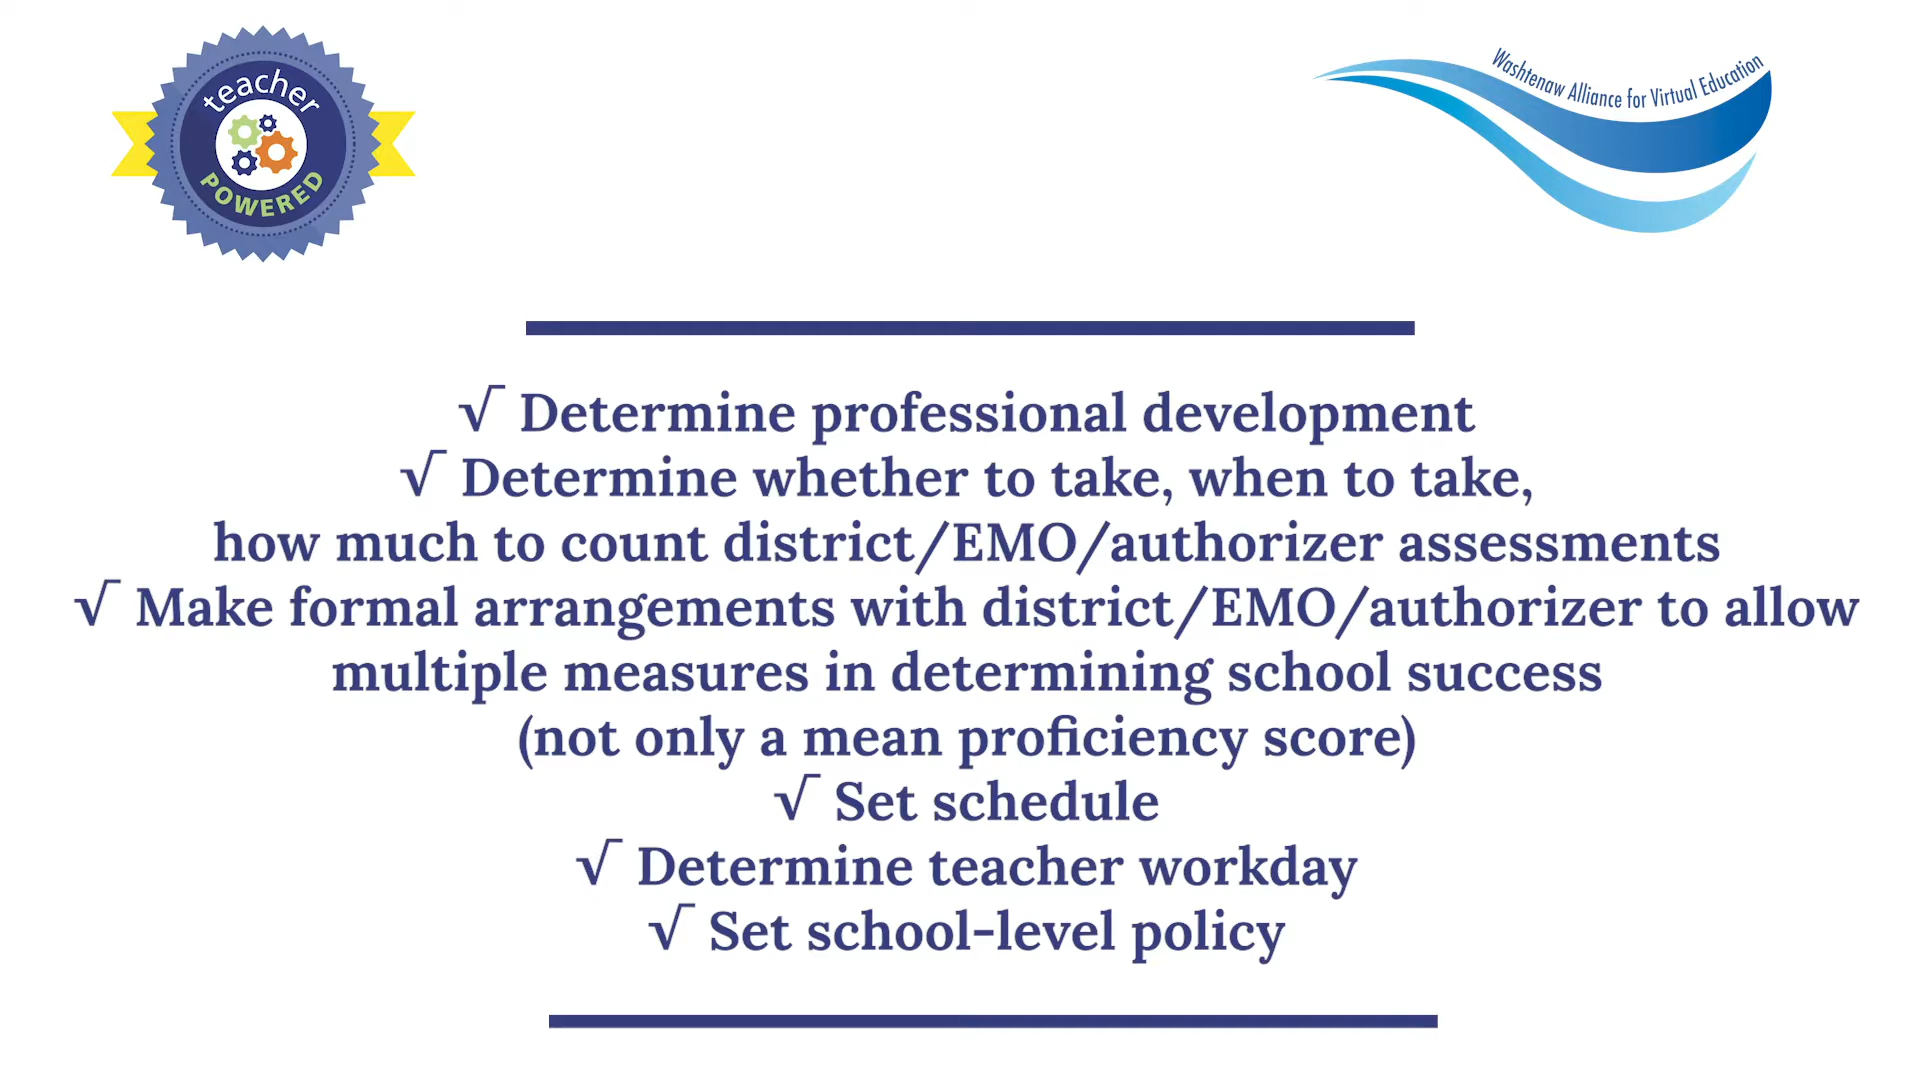 teacher
POWERED
Washtenaw Alliance for Virtual Education
√ Determine professional development
√ Determine whether to take, when to take,
how much to count district/EMO/authorizer assessments
√ Make formal arrangements with district/EMO/authorizer to allow
multiple measures in determining school success
(not only a mean proficiency score)
√ Set schedule
√ Determine teacher workday
√ Set school-level policy